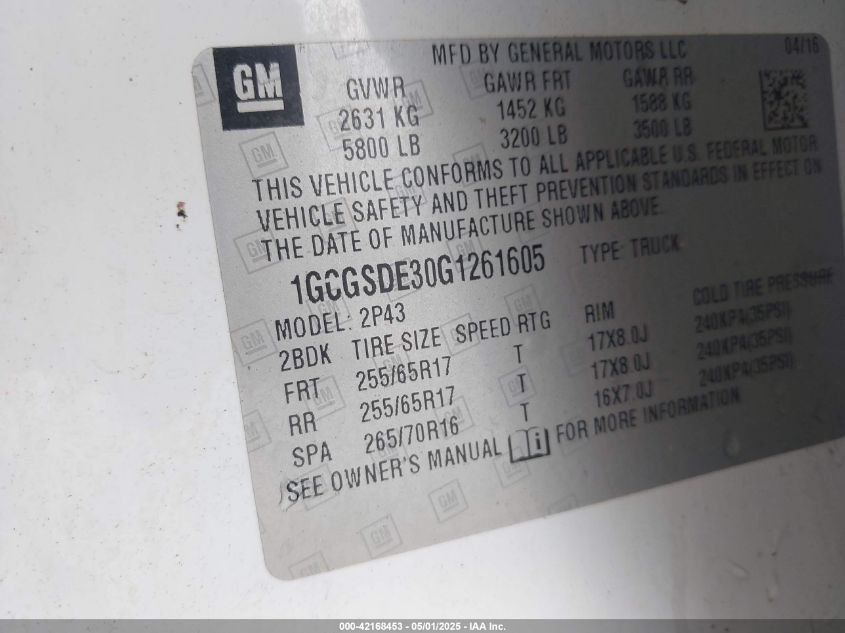 GM
MFD BY GENERAL MOTORS LLC 04/16
GVWR GAWR FRT GAWR RR
2631 KG 1452 KG 1588 KG
5800 LB 3200 LB 3500 LB
THIS VEHICLE CONFORMS TO ALL APPLICABLE U.S. FEDERAL MOTOR
VEHICLE SAFETY AND THEFT PREVENTION STANDARDS IN EFFECT ON
THE DATE OF MANUFACTURE SHOWN ABOVE.
1GCGSDE30G1261605 TYPE: TRUCK
MODEL: 2P43
2BDK TIRE SIZE SPEED RTG RIM COLD TIRE PRESSURE
FRT 255/65R17 T 17X8.0J 240KPA(35PSI)
RR 255/65R17 T 17X8.0J 240KPA(35PSI)
SPA 265/70R16 T 16X7.0J 240KPA(35PSI)
SEE OWNER'S MANUAL i FOR MORE INFORMATION
000-42168453 - 05/01/2025 - IAA Inc.